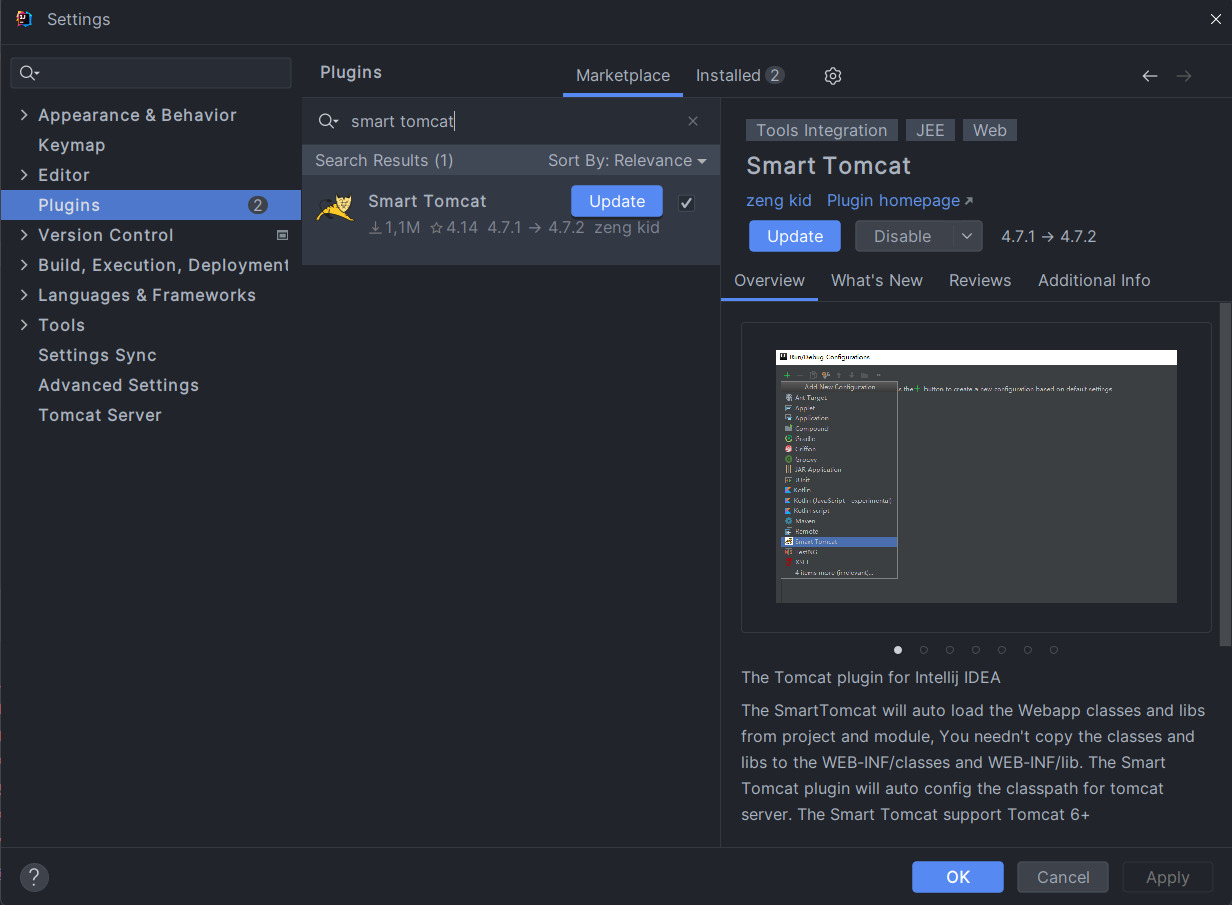 Settings
Plugins
Marketplace
Installed 2
Appearance & Behavior
Keymap
Editor
Plugins 2
Version Control
Build, Execution, Deployment
Languages & Frameworks
Tools
Settings Sync
Advanced Settings
Tomcat Server
smart tomcat
Search Results (1)
Sort By: Relevance
Smart Tomcat
Update
1,1M 4.14 4.7.1 → 4.7.2 zeng kid
Tools Integration
JEE
Web
Smart Tomcat
zeng kid
Plugin homepage
Update
Disable
4.7.1 → 4.7.2
Overview
What's New
Reviews
Additional Info
Run/Debug Configurations
Add New Configuration
s the + button to create a new configuration based on default settings
Ant Target
Applet
Application
Compound
Gradle
Griffon
Groovy
JAR Application
JUnit
Kotlin
Kotlin (JavaScript - experimental)
Kotlin script
Maven
Remote
Smart Tomcat
TestNG
XSLT
4 items more (irrelevant)...
The Tomcat plugin for Intellij IDEA
The SmartTomcat will auto load the Webapp classes and libs
from project and module, You needn't copy the classes and
libs to the WEB-INF/classes and WEB-INF/lib. The Smart
Tomcat plugin will auto config the classpath for tomcat
server. The Smart Tomcat support Tomcat 6+
?
OK
Cancel
Apply